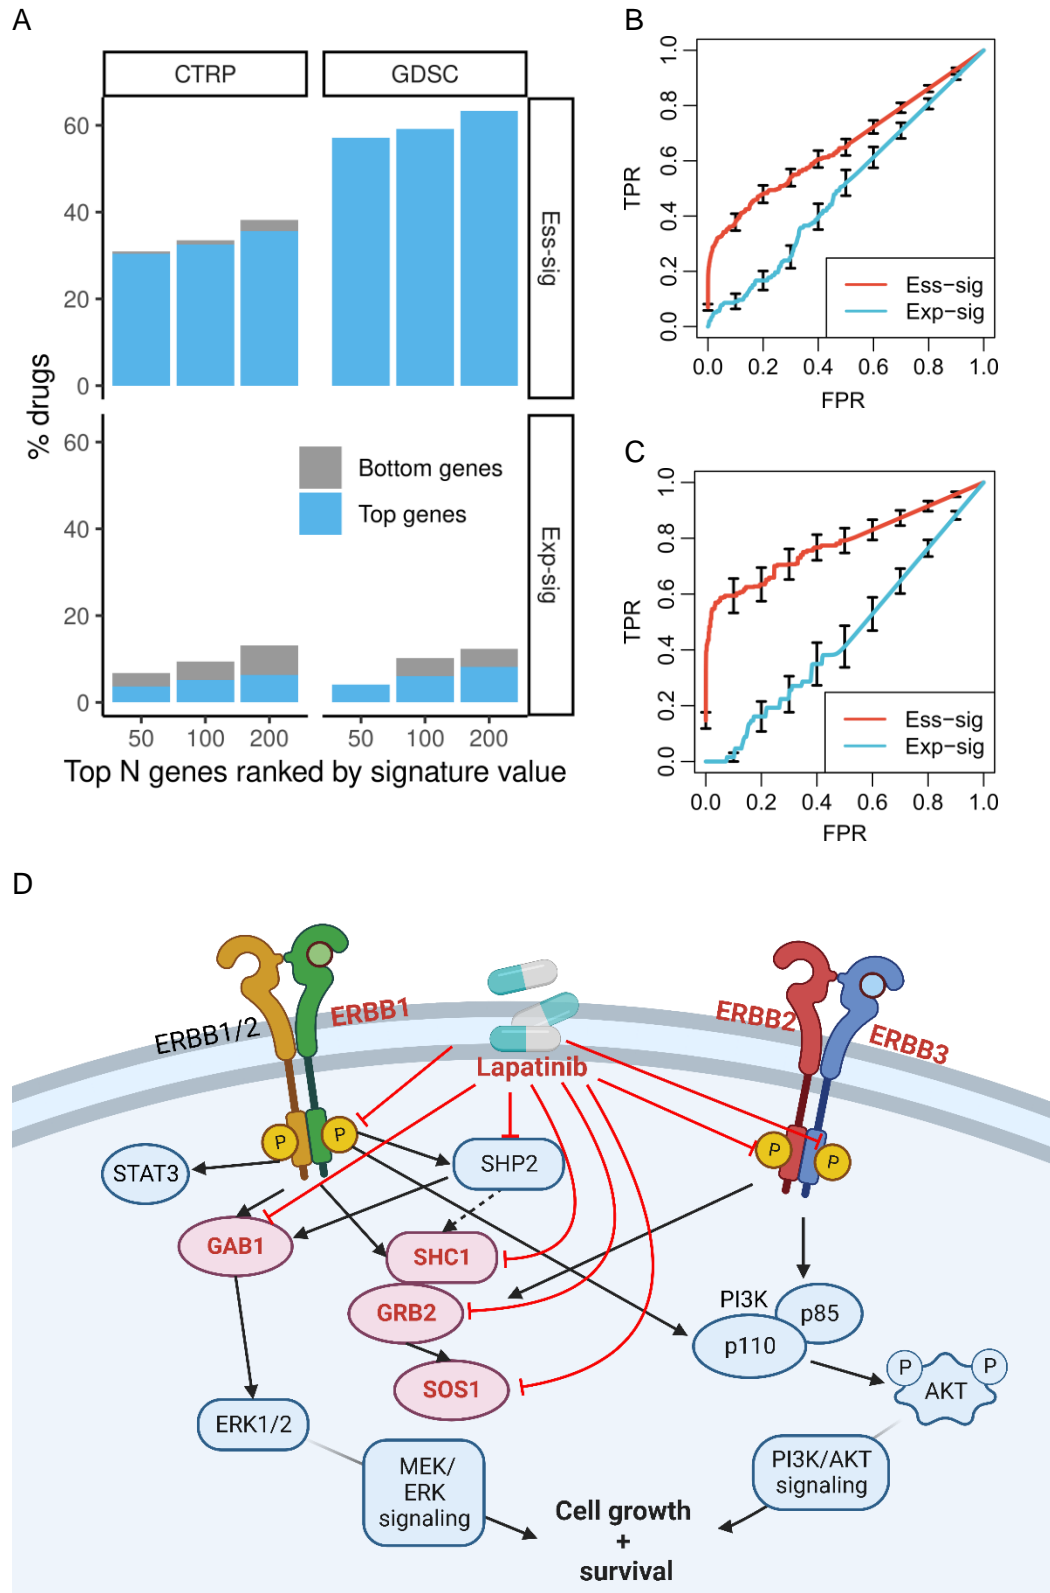 A
CTRP
GDSC
60
40
20
0
Ess-sig
% drugs
60
40
20
0
Exp-sig
Bottom genes
Top genes
50 100 200 50 100 200
Top N genes ranked by signature value
B
TPR
0.0 0.2 0.4 0.6 0.8 1.0
Ess−sig
Exp−sig
0.0 0.2 0.4 0.6 0.8 1.0
FPR
C
TPR
0.0 0.2 0.4 0.6 0.8 1.0
Ess−sig
Exp−sig
0.0 0.2 0.4 0.6 0.8 1.0
FPR
D
ERBB1/2
ERBB1
Lapatinib
ERBB2
ERBB3
P
P
P
P
STAT3
SHP2
GAB1
SHC1
GRB2
SOS1
PI3K
p85
p110
P
P
AKT
ERK1/2
MEK/
ERK
signaling
PI3K/AKT
signaling
Cell growth
+
survival